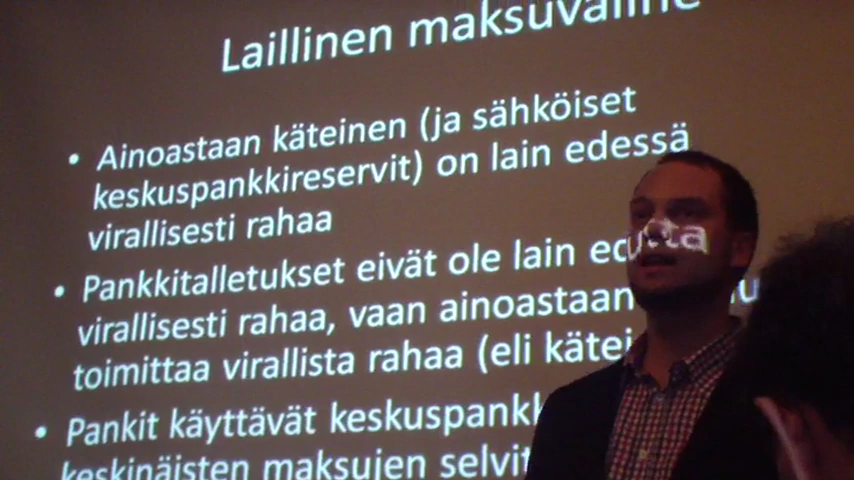 Laillinen maksuväline
• Ainoastaan käteinen (ja sähköiset
keskuspankkireservit) on lain edessä
virallisesti rahaa
• Pankkitalletukset eivät ole lain
virallisesti rahaa, vaan ainoastaan
toimittaa virallista rahaa (eli
• Pankit käyttävät
keskinäisten maksujen